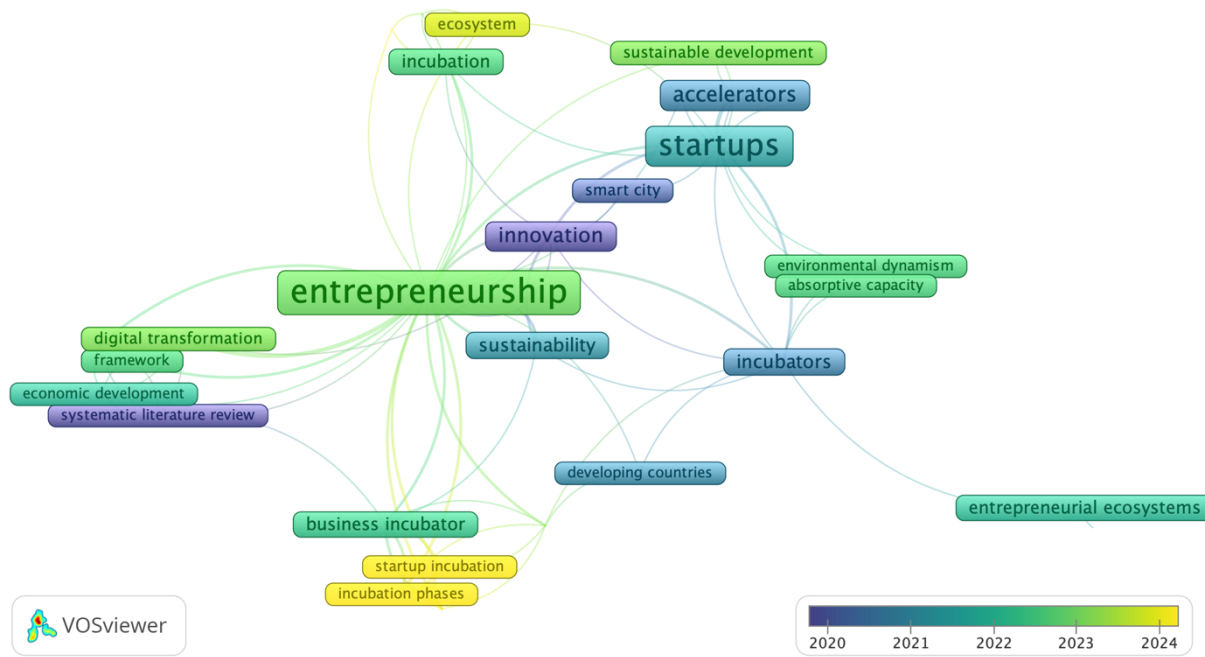 ecosystem
sustainable development
incubation
accelerators
startups
smart city
innovation
environmental dynamism
absorptive capacity
entrepreneurship
digital transformation
sustainability
framework
incubators
economic development
systematic literature review
developing countries
entrepreneurial ecosystems
business incubator
startup incubation
incubation phases
VOSviewer
2020 2021 2022 2023 2024